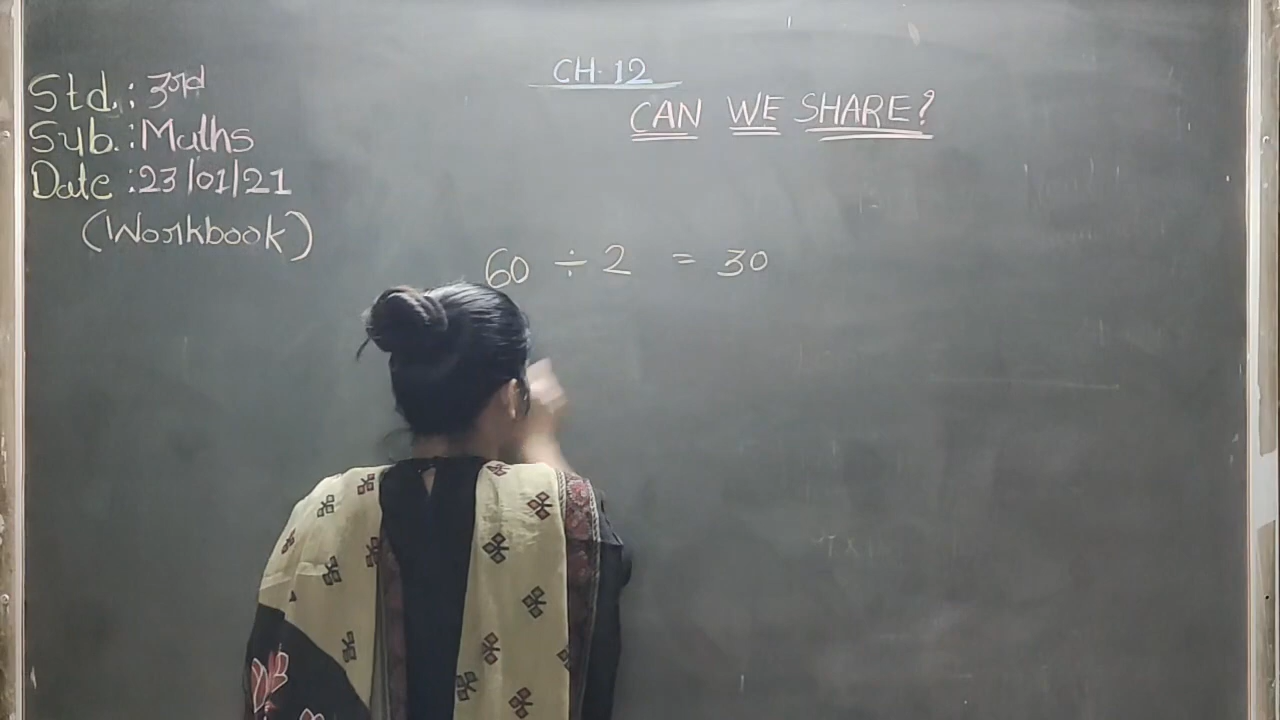 Std.: 3rd
Sub.: Maths
Date : 23/01/21
(Workbook)
CH. 12
CAN WE SHARE?
60 ÷ 2 = 30